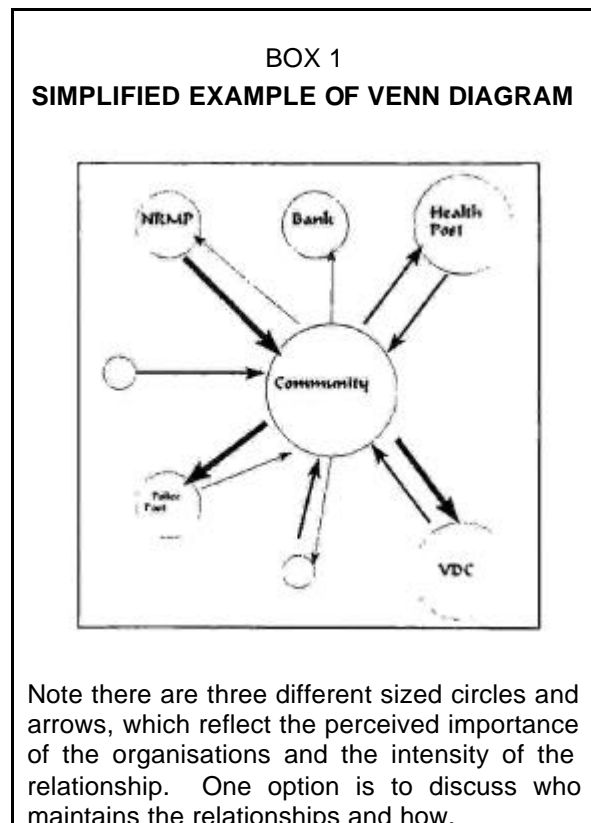 BOX 1
SIMPLIFIED EXAMPLE OF VENN DIAGRAM
NRMP
Bank
Health
Post
Community
Police
Post
VDC
Note there are three different sized circles and
arrows, which reflect the perceived importance
of the organisations and the intensity of the
relationship. One option is to discuss who
maintains the relationships and how.